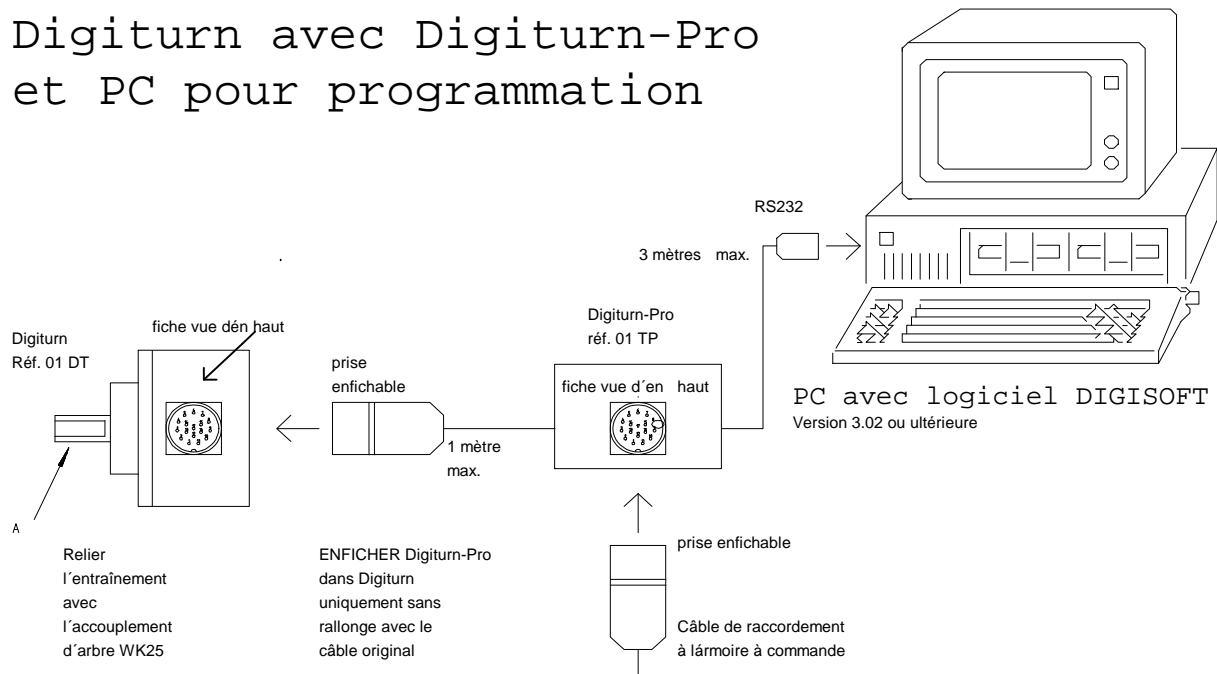 Digiturn avec Digiturn-Pro
et PC pour programmation
RS232
3 mètres max.
Digiturn
Réf. 01 DT
fiche vue dén haut
prise
enfichable
1 mètre
max.
Digiturn-Pro
réf. 01 TP
fiche vue d´en haut
PC avec logiciel DIGISOFT
Version 3.02 ou ultérieure
A
Relier
l´entraînement
avec
l´accouplement
d´arbre WK25
ENFICHER Digiturn-Pro
dans Digiturn
uniquement sans
rallonge avec le
câble original
prise enfichable
Câble de raccordement
à lármoire à commande